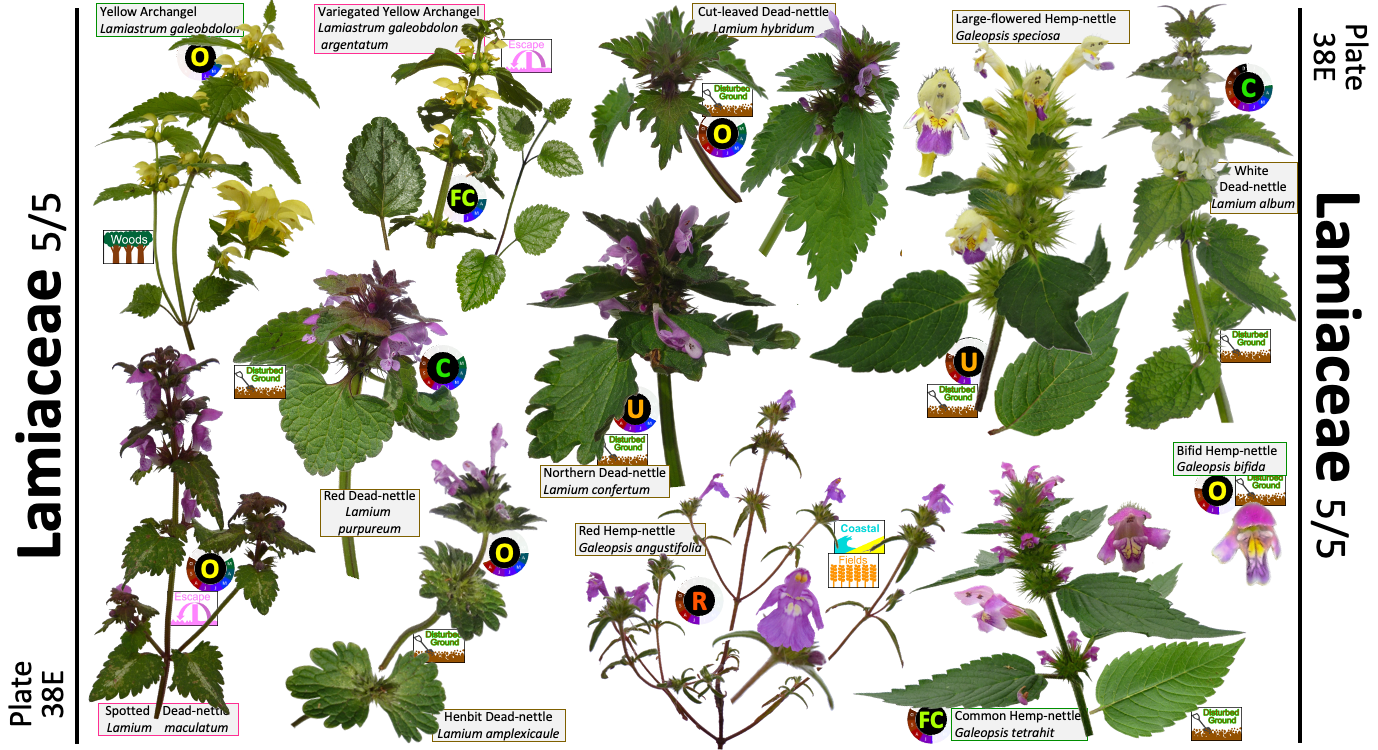 Plate
38E
Lamiaceae 5/5
Yellow Archangel
Lamiastrum galeobdolon
O
Woods
Variegated Yellow Archangel
Lamiastrum galeobdolon
argentatum
Escape
FC
Cut-leaved Dead-nettle
Lamium hybridum
Disturbed
Ground
O
Large-flowered Hemp-nettle
Galeopsis speciosa
U
Disturbed
Ground
C
White
Dead-nettle
Lamium album
Disturbed
Ground
C
Disturbed
Ground
Red Dead-nettle
Lamium
purpureum
U
Disturbed
Ground
Northern Dead-nettle
Lamium confertum
Bifid Hemp-nettle
Galeopsis bifida
O
Disturbed
Ground
O
Escape
Spotted Dead-nettle
Lamium maculatum
O
Disturbed
Ground
Henbit Dead-nettle
Lamium amplexicaule
Red Hemp-nettle
Galeopsis angustifolia
R
Coastal
Fields
FC
Common Hemp-nettle
Galeopsis tetrahit
Disturbed
Ground
Plate
38E
Lamiaceae 5/5